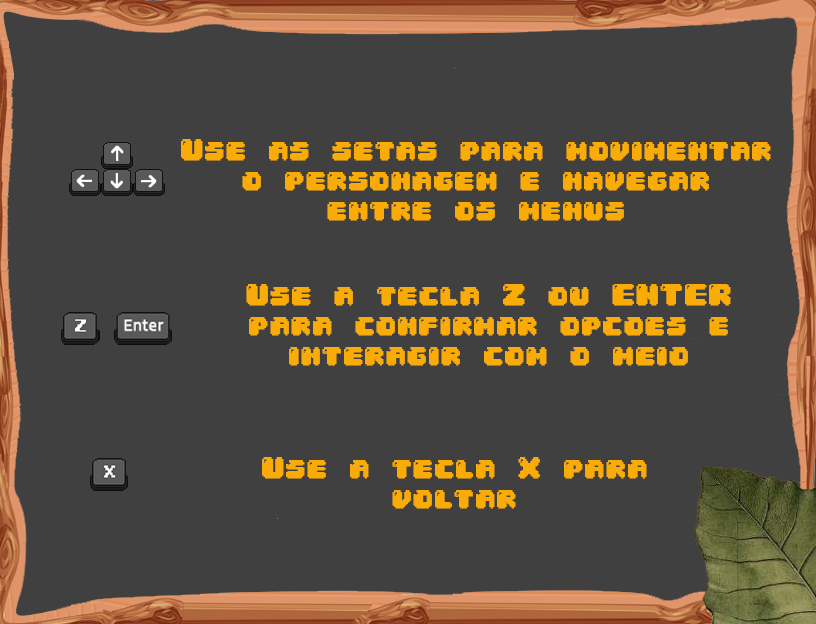 ↑
← ↓ →
Use as setas para movimentar
o personagem e navegar
entre os menus
Z Enter
Use a tecla Z ou ENTER
para confirmar opcoes e
interagir com o meio
X
Use a tecla X para
voltar